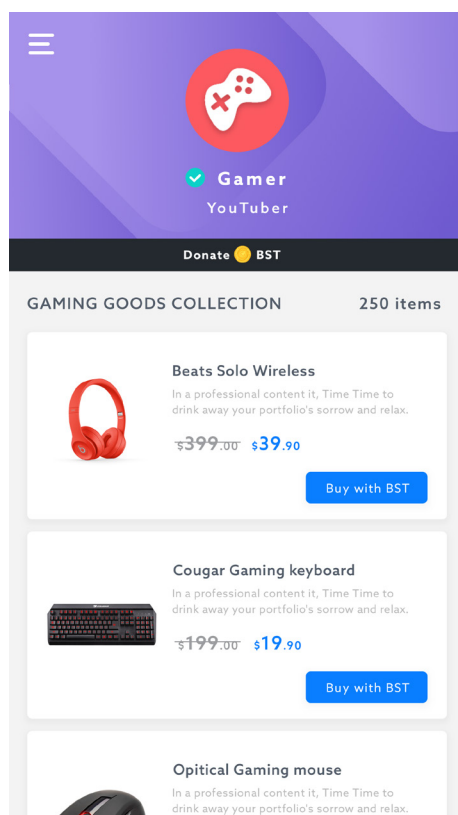 Gamer
YouTuber
Donate BST
GAMING GOODS COLLECTION 250 items
Beats Solo Wireless
In a professional content it, Time Time to
drink away your portfolio's sorrow and relax.
$399.00 $39.90
Buy with BST
Cougar Gaming keyboard
In a professional content it, Time Time to
drink away your portfolio's sorrow and relax.
$199.00 $19.90
Buy with BST
Opitical Gaming mouse
In a professional content it, Time Time to
drink away your portfolio's sorrow and relax.